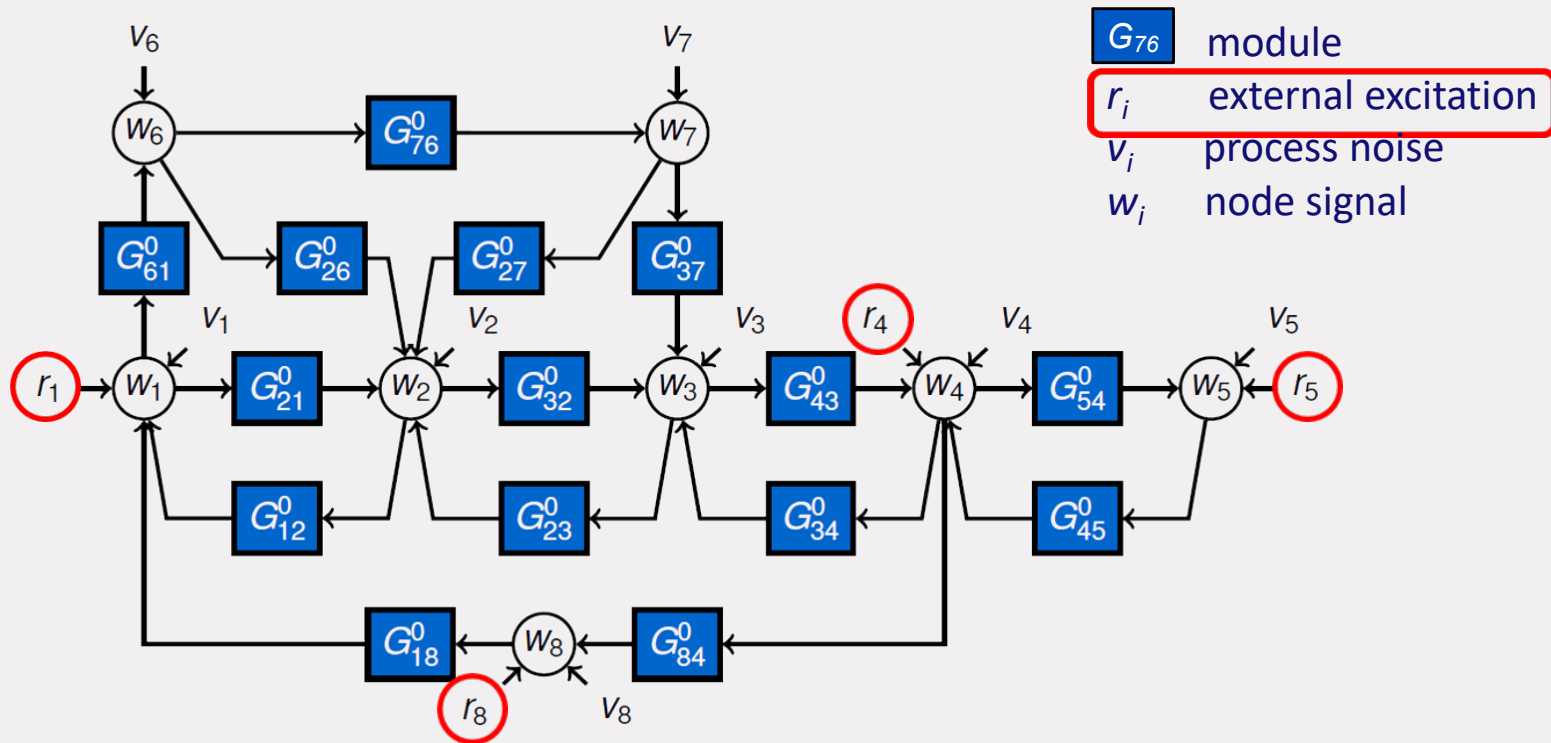 v6 v7
G76 module
ri external excitation
vi process noise
wi node signal
w6 G⁰76 w7
G⁰61 G⁰26 G⁰27 G⁰37
v1 v2 v3 r4 v4 v5
r1 w1 G⁰21 w2 G⁰32 w3 G⁰43 w4 G⁰54 w5 r5
G⁰12 G⁰23 G⁰34 G⁰45
G⁰18 w8 G⁰84
r8 v8